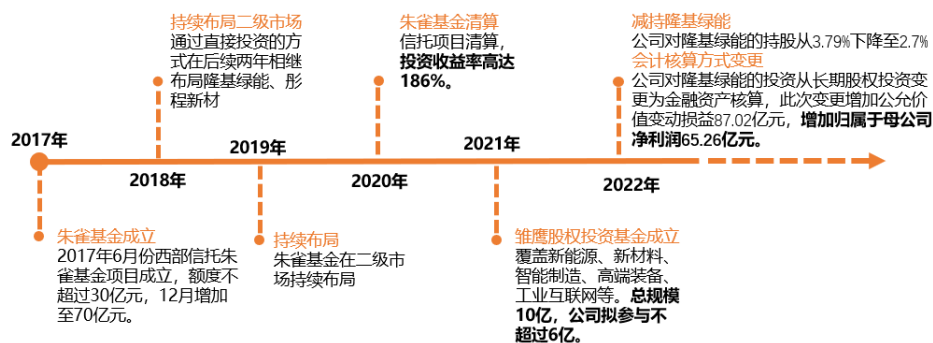 持续布局二级市场
通过直接投资的方
式在后续两年相继
布局隆基绿能、彤
程新材
朱雀基金清算
信托项目清算，
投资收益率高达
186%。
减持隆基绿能
公司对隆基绿能的持股从3.79%下降至2.7%
会计核算方式变更
公司对隆基绿能的投资从长期股权投资变
更为金融资产核算，此次变更增加公允价
值变动损益87.02亿元，增加归属于母公司
净利润65.26亿元。
2017年
2018年
2019年
2020年
2021年
2022年
朱雀基金成立
2017年6月份西部信托朱
雀基金项目成立，额度不
超过30亿元，12月增加
至70亿元。
持续布局
朱雀基金在二级市
场持续布局
雏鹰股权投资基金成立
覆盖新能源、新材料、
智能制造、高端装备、
工业互联网等。总规模
10亿，公司拟参与不
超过6亿。